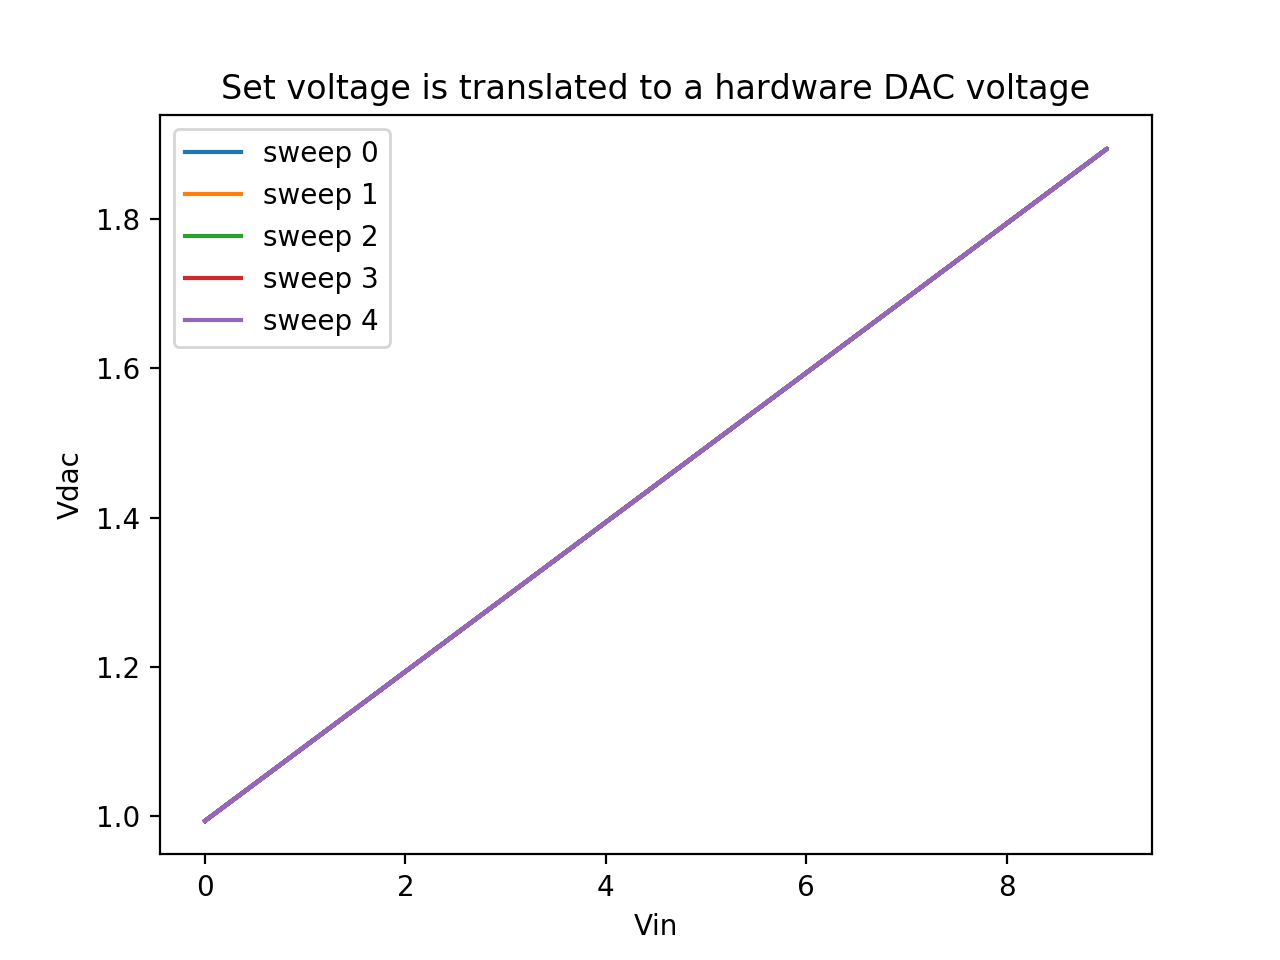 Set voltage is translated to a hardware DAC voltage
sweep 0
sweep 1
sweep 2
sweep 3
sweep 4
1.8
1.6
1.4
1.2
1.0
Vdac
0 2 4 6 8
Vin